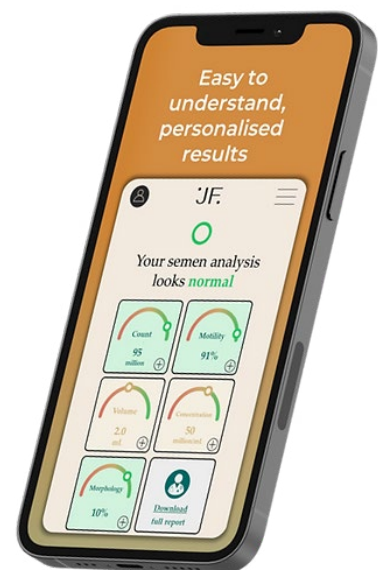 Easy to
understand,
personalised
results
JF.
Your semen analysis
looks normal
Count
95
million
Motility
91%
Volume
2.0
ml
Concentration
50
million/ml
Morphology
10%
Download
full report